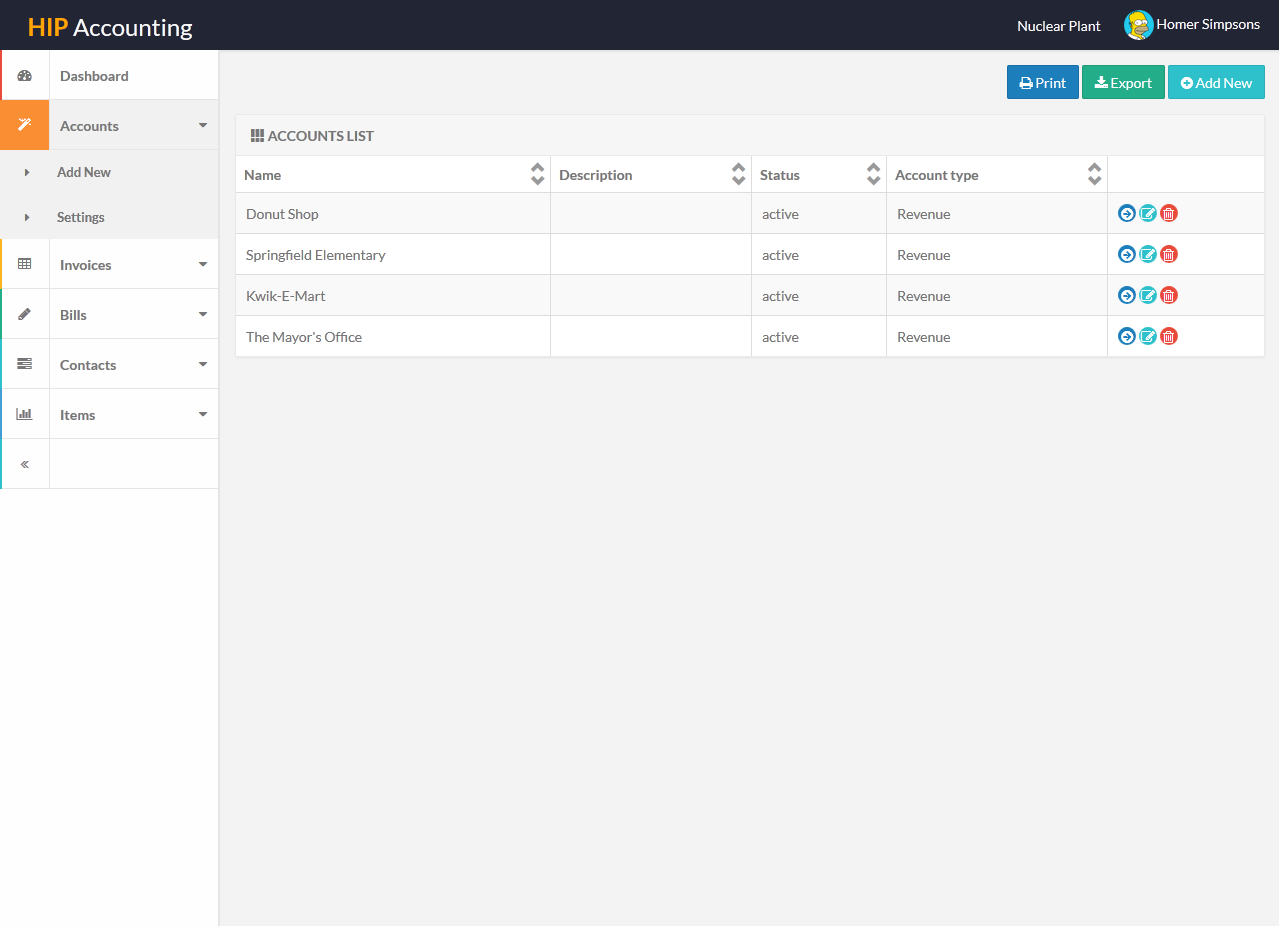 HIP Accounting
Nuclear Plant
Homer Simpsons
Dashboard
Accounts
Add New
Settings
Invoices
Bills
Contacts
Items
Print
Export
Add New
ACCOUNTS LIST
Name Description Status Account type
Donut Shop active Revenue
Springfield Elementary active Revenue
Kwik-E-Mart active Revenue
The Mayor's Office active Revenue